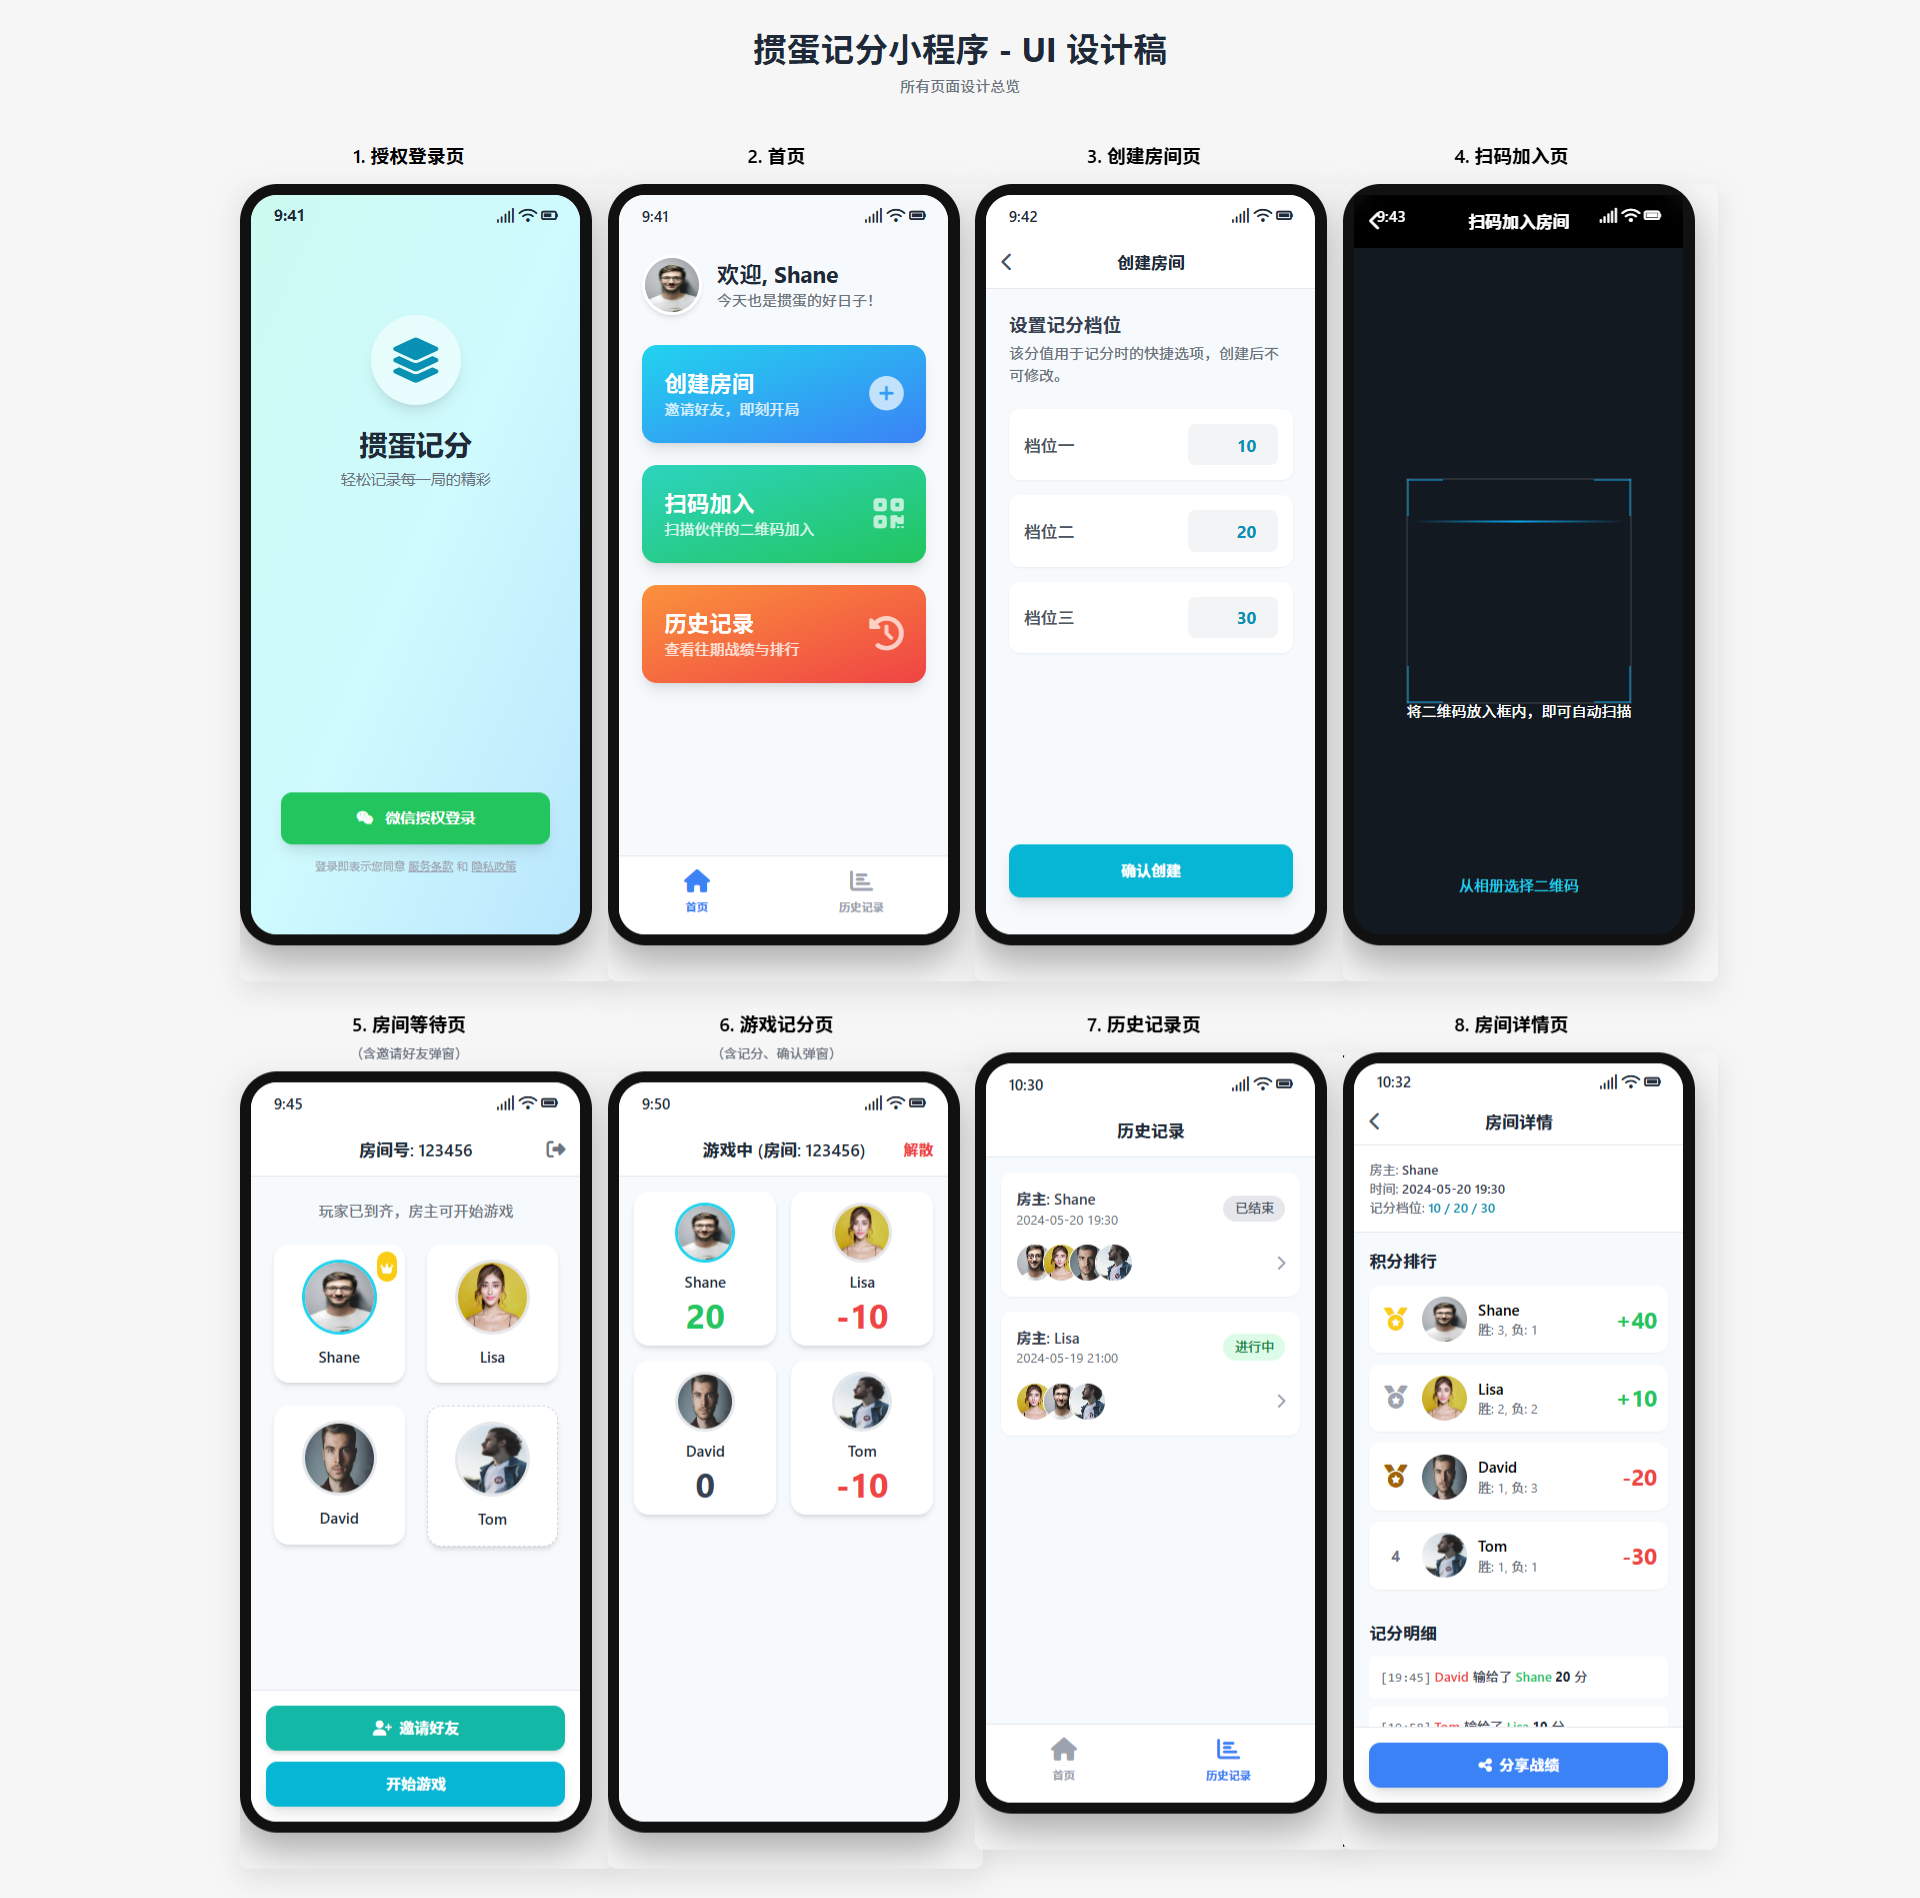 掼蛋记分小程序 - UI 设计稿
所有页面设计总览
1. 授权登录页
9:41
掼蛋记分
轻松记录每一局的精彩
微信授权登录
登录即表示您同意 服务条款 和 隐私政策
2. 首页
9:41
欢迎, Shane
今天也是掼蛋的好日子！
创建房间
邀请好友，即刻开局
扫码加入
扫描伙伴的二维码加入
历史记录
查看往期战绩与排行
首页
历史记录
3. 创建房间页
9:42
创建房间
设置记分档位
该分值用于记分时的快捷选项，创建后不
可修改。
档位一
10
档位二
20
档位三
30
确认创建
4. 扫码加入页
9:43
扫码加入房间
将二维码放入框内，即可自动扫描
从相册选择二维码
5. 房间等待页
（含邀请好友弹窗）
9:45
房间号: 123456
玩家已到齐，房主可开始游戏
Shane
Lisa
David
Tom
邀请好友
开始游戏
6. 游戏记分页
（含记分、确认弹窗）
9:50
游戏中 (房间: 123456)
解散
Shane
20
Lisa
-10
David
0
Tom
-10
7. 历史记录页
10:30
历史记录
房主: Shane
2024-05-20 19:30
已结束
房主: Lisa
2024-05-19 21:00
进行中
首页
历史记录
8. 房间详情页
10:32
房间详情
房主: Shane
时间: 2024-05-20 19:30
记分档位: 10 / 20 / 30
积分排行
Shane
胜: 3, 负: 1
+40
Lisa
胜: 2, 负: 2
+10
David
胜: 1, 负: 3
-20
4
Tom
胜: 1, 负: 1
-30
记分明细
[19:45] David 输给了 Shane 20 分
[19:58] Tom 输给了 Lisa 10 分
分享战绩